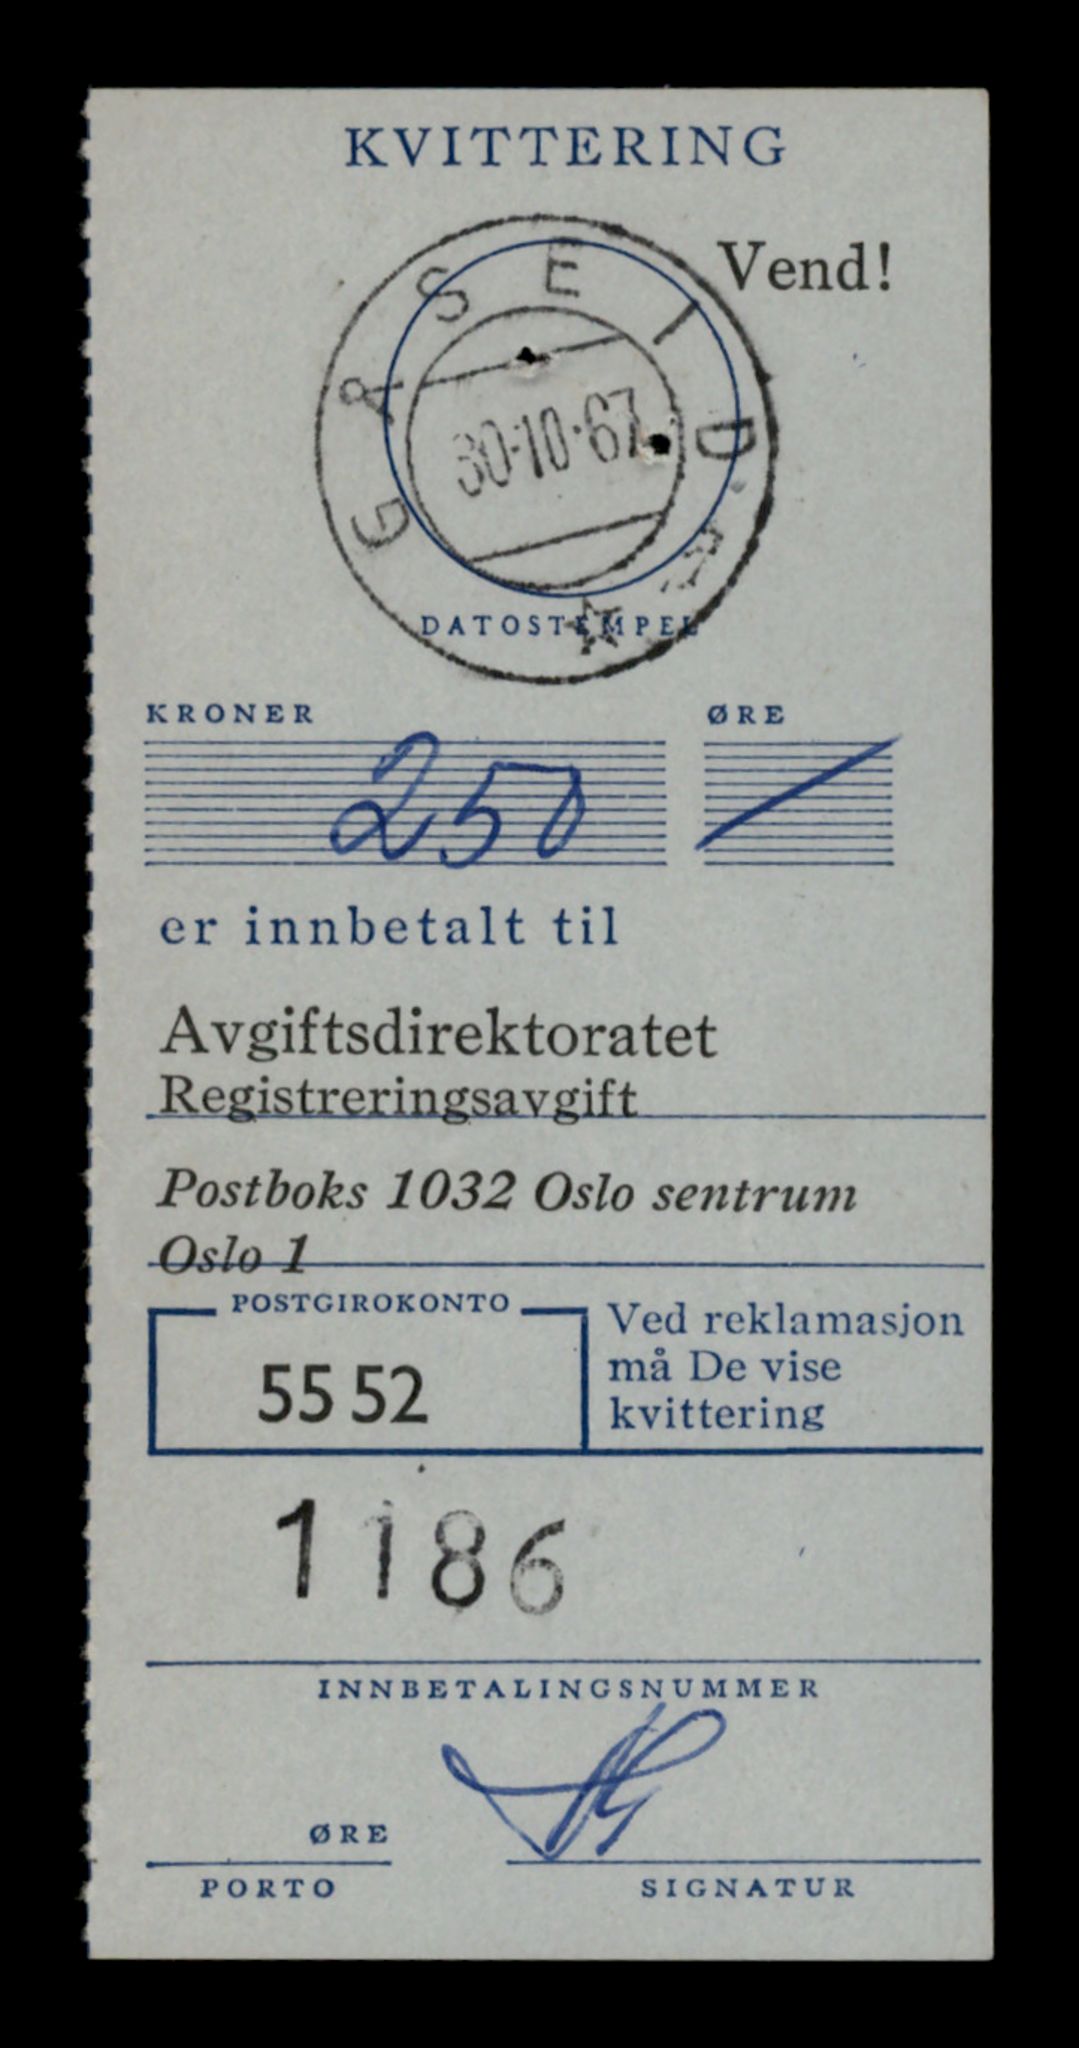 KVITTERING
Vend!
GÅSEID
30·10·67
DATOSTEMPEL
KRONER ØRE
250 /
er innbetalt til
Avgiftsdirektoratet
Registreringsavgift
Postboks 1032 Oslo sentrum
Oslo 1
POSTGIROKONTO
55 52
Ved reklamasjon
må De vise
kvittering
1186
INNBETALINGSNUMMER
ØRE
PORTO SIGNATUR